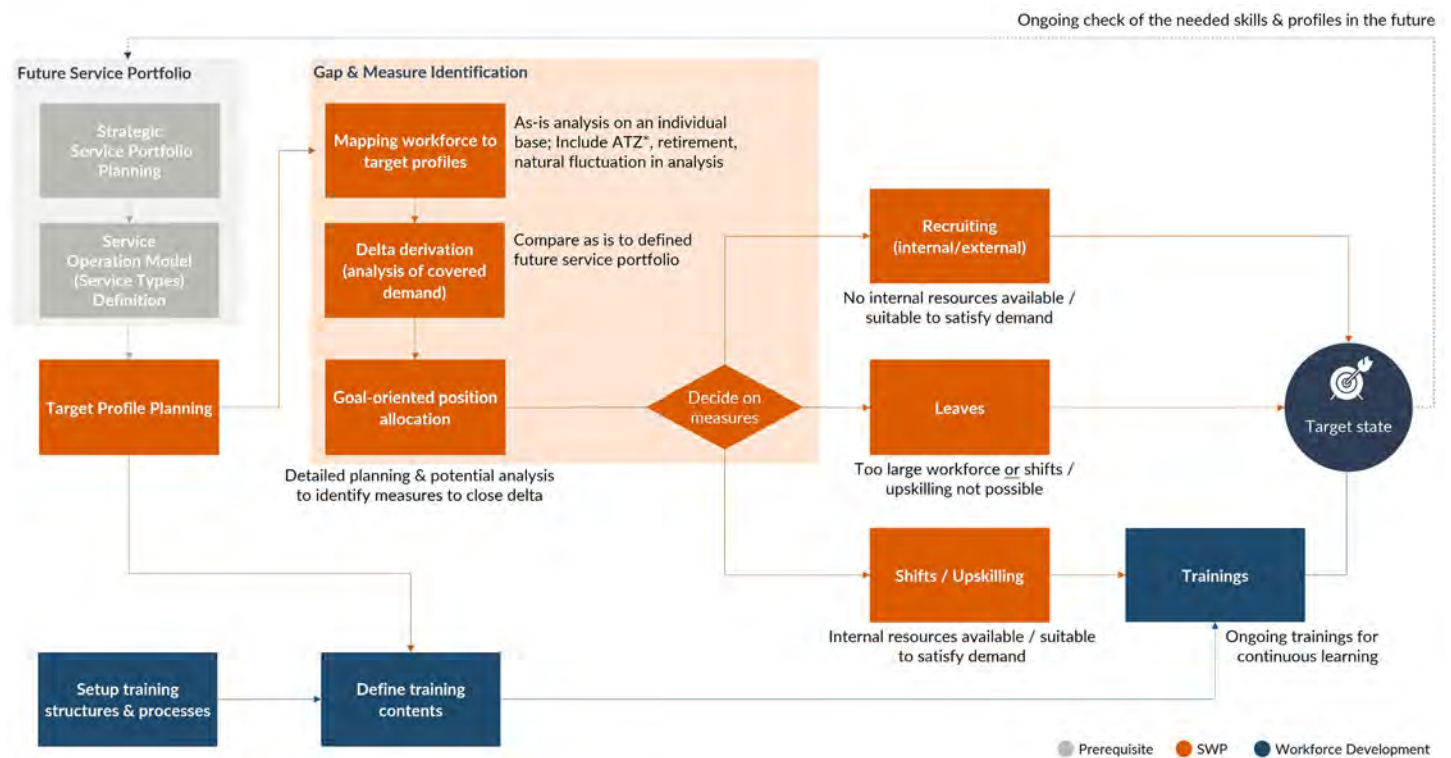 Ongoing check of the needed skills & profiles in the future
Future Service Portfolio
Strategic
Service Portfolio
Planning
Service
Operation Model
(Service Types)
Definition
Target Profile Planning
Gap & Measure Identification
Mapping workforce to
target profiles
As-is analysis on an individual
base; Include ATZ*, retirement,
natural fluctuation in analysis
Delta derivation
(analysis of covered
demand)
Compare as is to defined
future service portfolio
Goal-oriented position
allocation
Detailed planning & potential analysis
to identify measures to close delta
Decide on
measures
Recruiting
(internal/external)
No internal resources available /
suitable to satisfy demand
Leaves
Too large workforce or shifts /
upskilling not possible
Shifts / Upskilling
Internal resources available / suitable
to satisfy demand
Trainings
Ongoing trainings for
continuous learning
Target state
Setup training
structures & processes
Define training
contents
Prerequisite
SWP
Workforce Development